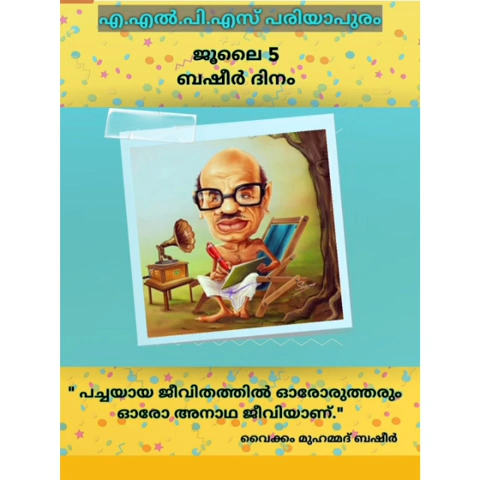 എ.എൽ.പി.എസ് പരിയാപുരം
ജൂലൈ 5
ബഷീർ ദിനം
" പച്ചയായ ജീവിതത്തിൽ ഓരോരുത്തരും
ഓരോ അനാഥ ജീവിയാണ്."
വൈക്കം മുഹമ്മദ് ബഷീർ